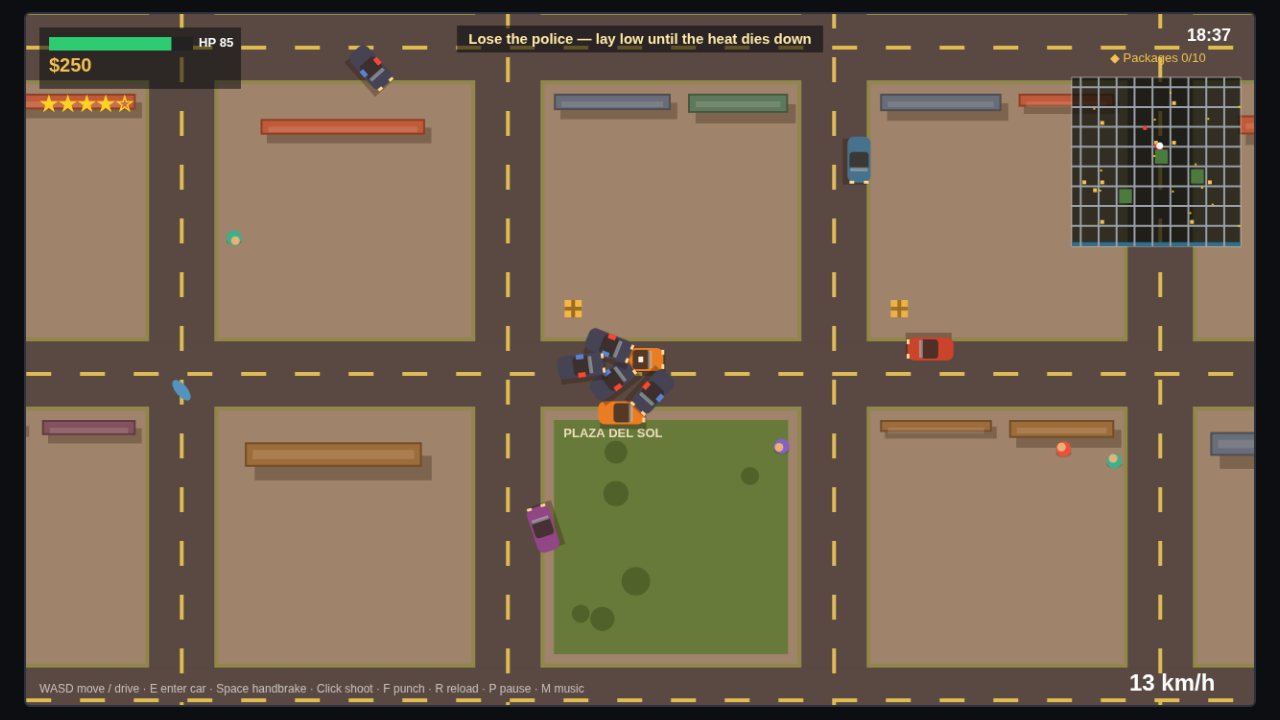 HP 85
$250
★★★★☆
Lose the police — lay low until the heat dies down
18:37
◆ Packages 0/10
PLAZA DEL SOL
WASD move / drive · E enter car · Space handbrake · Click shoot · F punch · R reload · P pause · M music
13 km/h